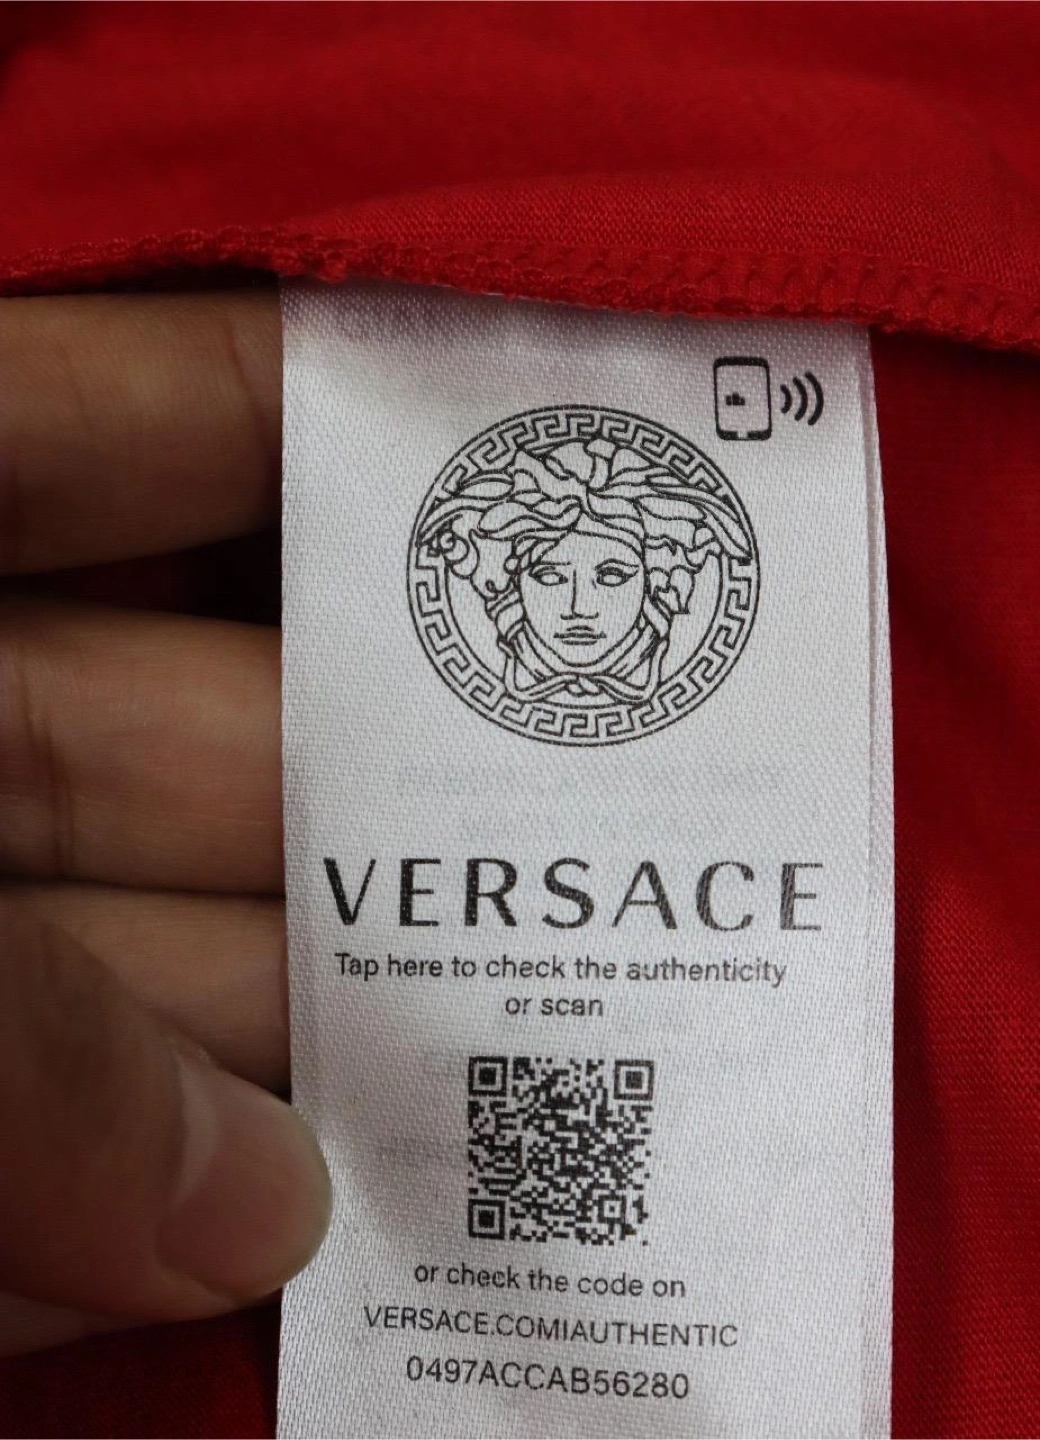 VERSACE
Tap here to check the authenticity
or scan
or check the code on
VERSACE.COMIAUTHENTIC
0497ACCAB56280